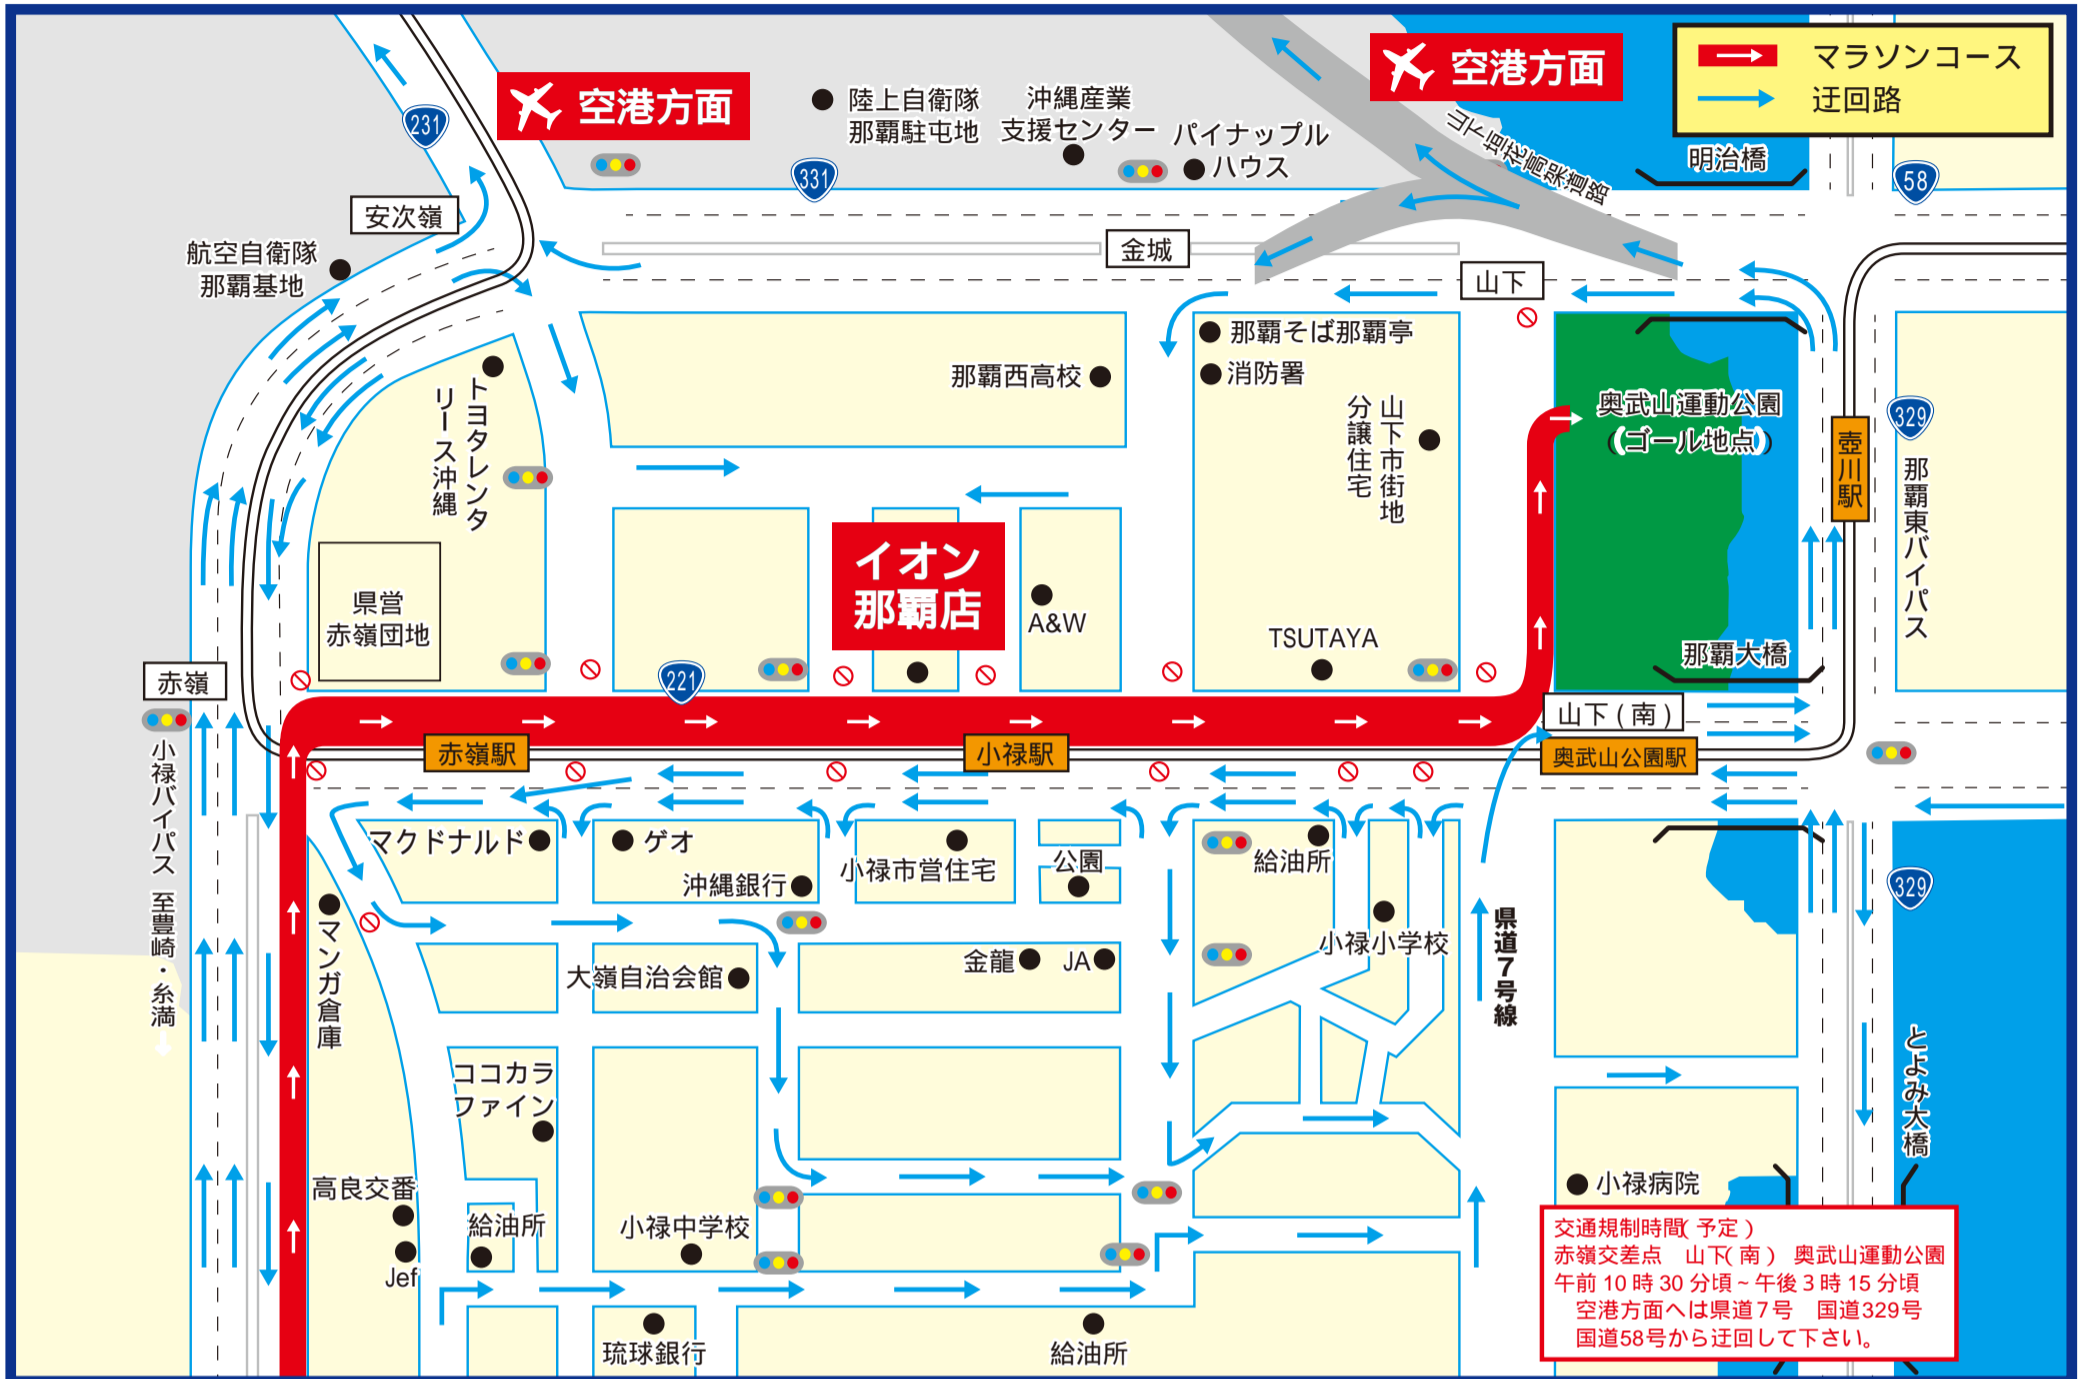 マラソンコース
迂回路
空港方面
空港方面
231
331
58
陸上自衛隊
那覇駐屯地
沖縄産業
支援センター
パイナップル
ハウス
山下垣花高架道路
明治橋
安次嶺
航空自衛隊
那覇基地
金城
山下
那覇そば那覇亭
消防署
那覇西高校
トヨタレンタ
リース沖縄
山下市街地
分譲住宅
奥武山運動公園
(ゴール地点)
壺川駅
329
那覇東バイパス
イオン
那覇店
A&W
県営
赤嶺団地
TSUTAYA
那覇大橋
赤嶺
221
山下(南)
赤嶺駅
小禄駅
奥武山公園駅
小禄バイパス 至豊崎・糸満
マクドナルド
ゲオ
沖縄銀行
小禄市営住宅
公園
給油所
小禄小学校
329
マンガ倉庫
大嶺自治会館
金龍
JA
県道7号線
ココカラ
ファイン
とよみ大橋
高良交番
Jef
給油所
小禄中学校
小禄病院
琉球銀行
給油所
交通規制時間(予定)
赤嶺交差点 山下(南) 奥武山運動公園
午前10時30分頃~午後3時15分頃
空港方面へは県道7号 国道329号
国道58号から迂回して下さい。